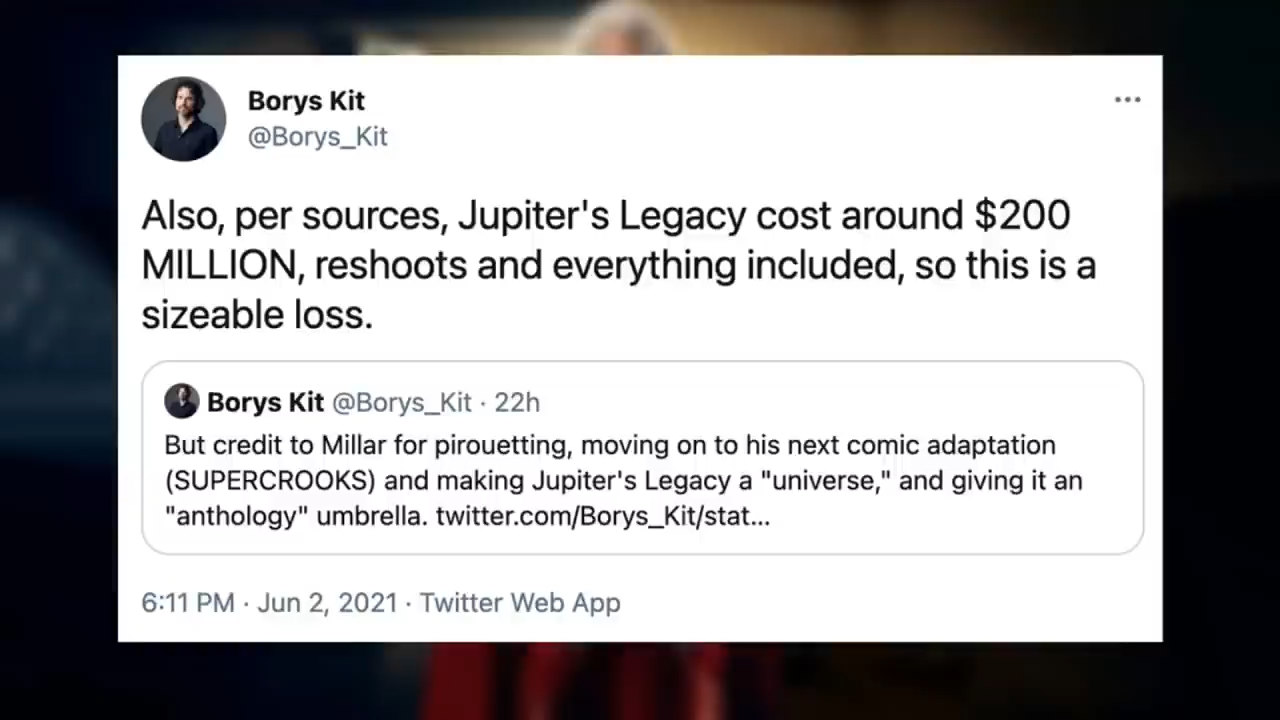 Borys Kit
@Borys_Kit
Also, per sources, Jupiter's Legacy cost around $200
MILLION, reshoots and everything included, so this is a
sizeable loss.
Borys Kit @Borys_Kit · 22h
But credit to Millar for pirouetting, moving on to his next comic adaptation
(SUPERCROOKS) and making Jupiter's Legacy a "universe," and giving it an
"anthology" umbrella. twitter.com/Borys_Kit/stat...
6:11 PM · Jun 2, 2021 · Twitter Web App